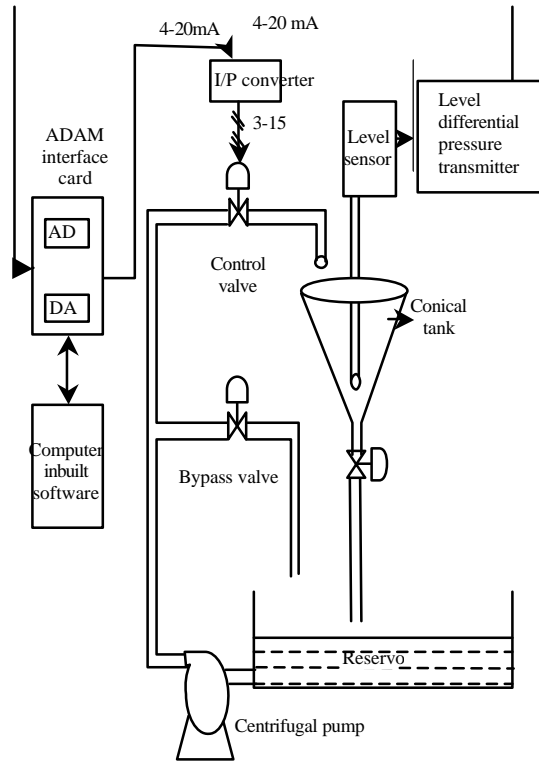 4-20mA
4-20 mA
I/P converter
3-15
ADAM
interface
card
AD
DA
Level
sensor
Level
differential
pressure
transmitter
Control
valve
Conical
tank
Computer
inbuilt
software
Bypass valve
Reservo
Centrifugal pump